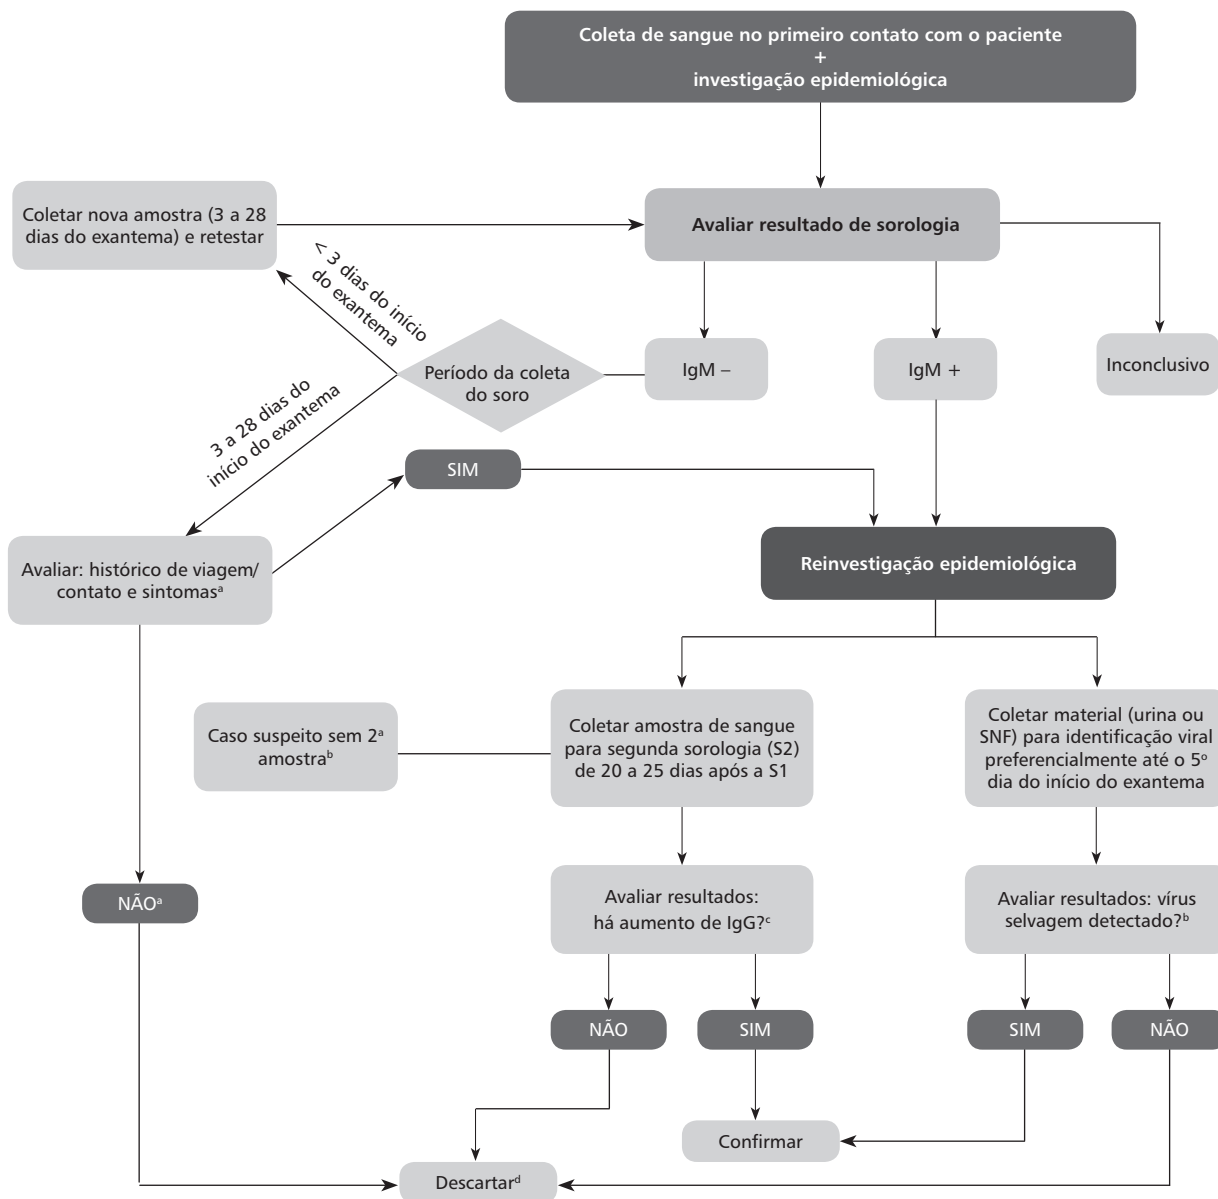 Coleta de sangue no primeiro contato com o paciente
+
investigação epidemiológica
Coletar nova amostra (3 a 28
dias do exantema) e retestar
Avaliar resultado de sorologia
< 3 dias do início
do exantema
Período da coleta
do soro
IgM –
IgM +
Inconclusivo
3 a 28 dias do
início do exantema
SIM
Avaliar: histórico de viagem/
contato e sintomasᵃ
Reinvestigação epidemiológica
Caso suspeito sem 2ª
amostraᵇ
Coletar amostra de sangue
para segunda sorologia (S2)
de 20 a 25 dias após a S1
Coletar material (urina ou
SNF) para identificação viral
preferencialmente até o 5º
dia do início do exantema
NÃOᵃ
Avaliar resultados:
há aumento de IgG?ᶜ
Avaliar resultados: vírus
selvagem detectado?ᵇ
NÃO
SIM
SIM
NÃO
Confirmar
Descartarᵈ